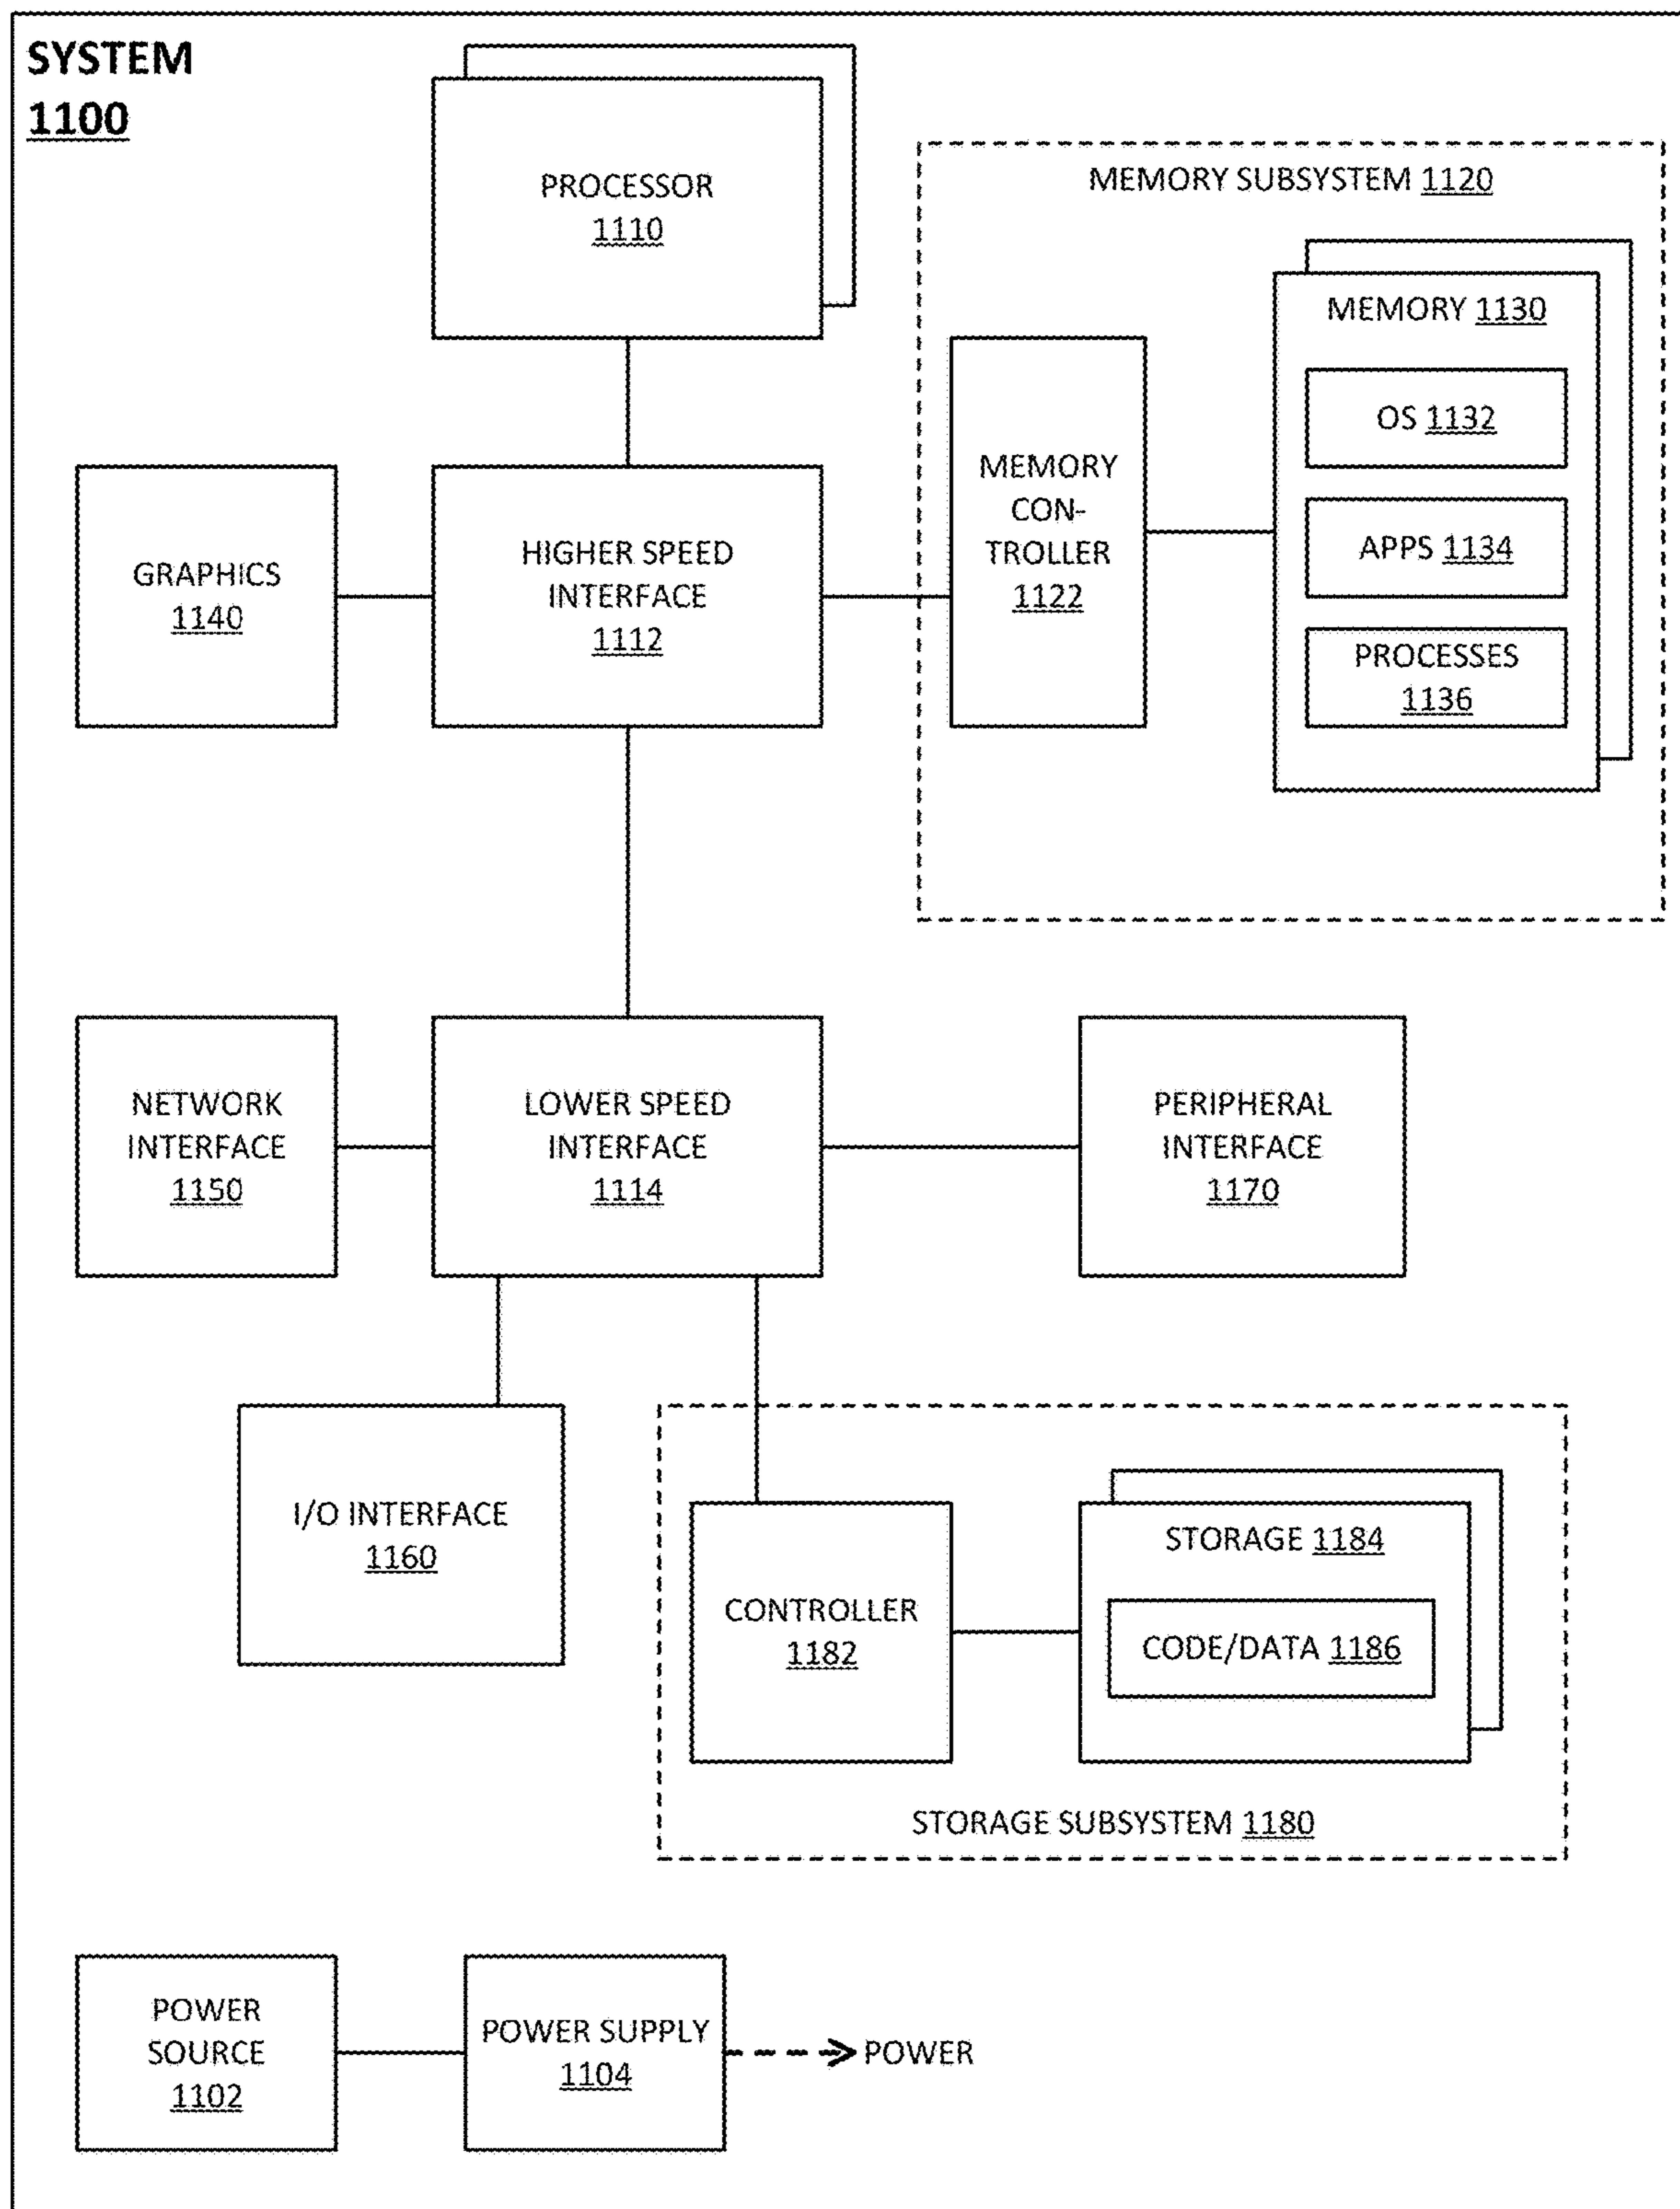 SYSTEM
1100
PROCESSOR
1110
MEMORY SUBSYSTEM 1120
MEMORY 1130
OS 1132
APPS 1134
PROCESSES
1136
MEMORY
CON-
TROLLER
1122
GRAPHICS
1140
HIGHER SPEED
INTERFACE
1112
NETWORK
INTERFACE
1150
LOWER SPEED
INTERFACE
1114
PERIPHERAL
INTERFACE
1170
I/O INTERFACE
1160
CONTROLLER
1182
STORAGE 1184
CODE/DATA 1186
STORAGE SUBSYSTEM 1180
POWER
SOURCE
1102
POWER SUPPLY
1104
POWER